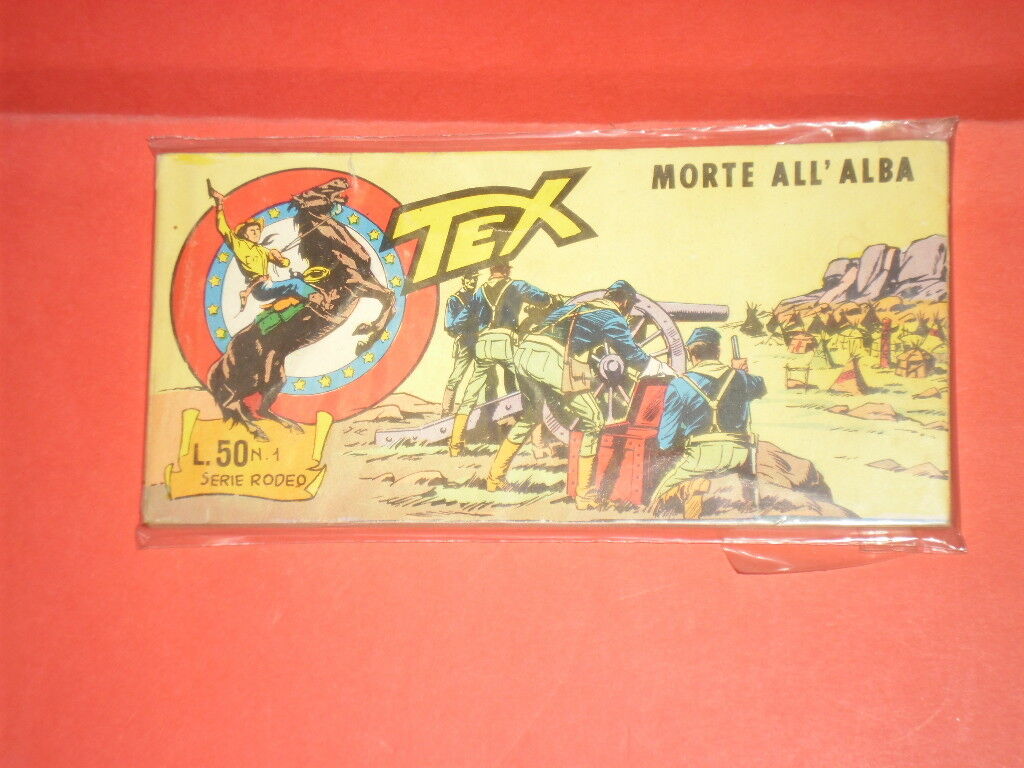 TEX
MORTE ALL'ALBA
L. 50 N. 1
SERIE RODEO